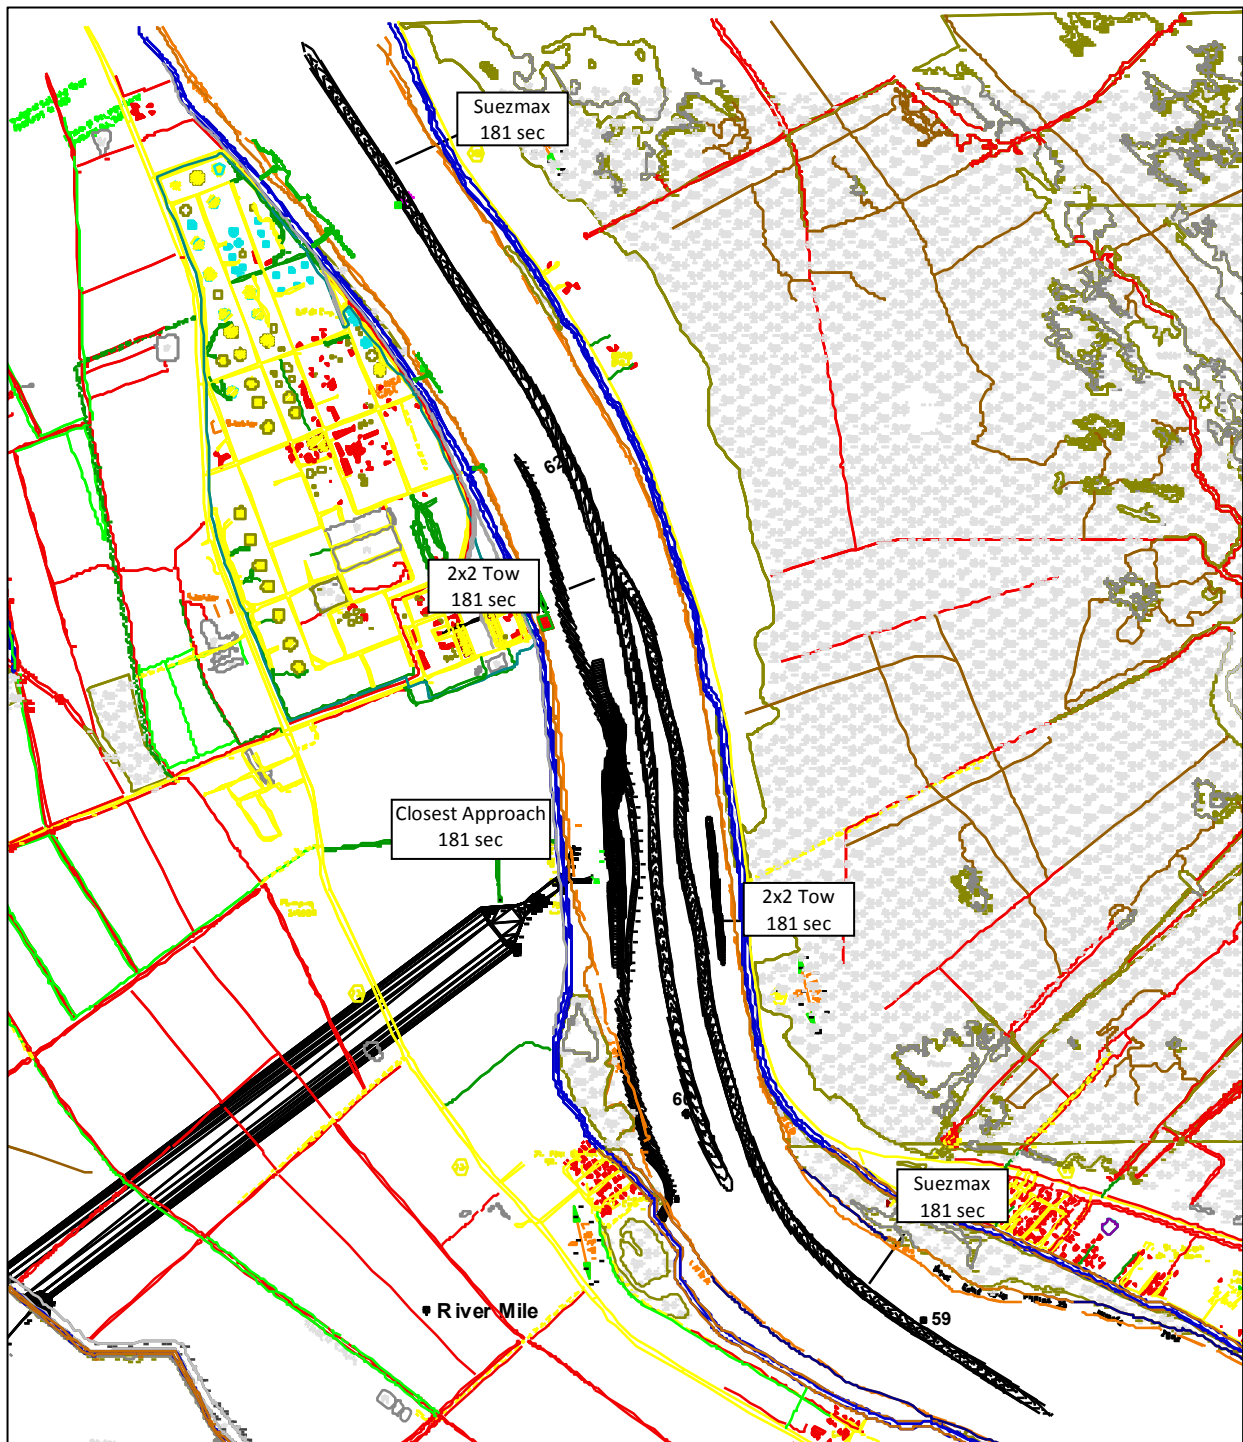 Suezmax
181 sec
62
2x2 Tow
181 sec
Closest Approach
181 sec
2x2 Tow
181 sec
60
Suezmax
181 sec
River Mile
59